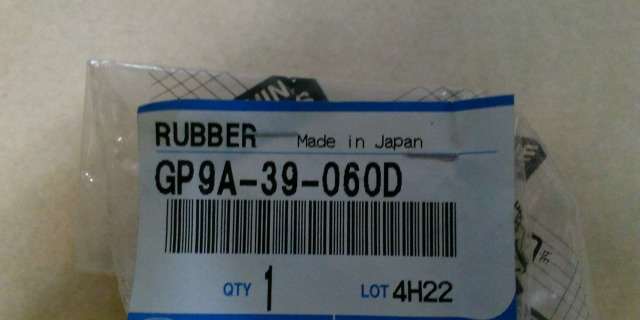 RUBBER Made in Japan
GP9A-39-060D
QTY 1 LOT 4H22